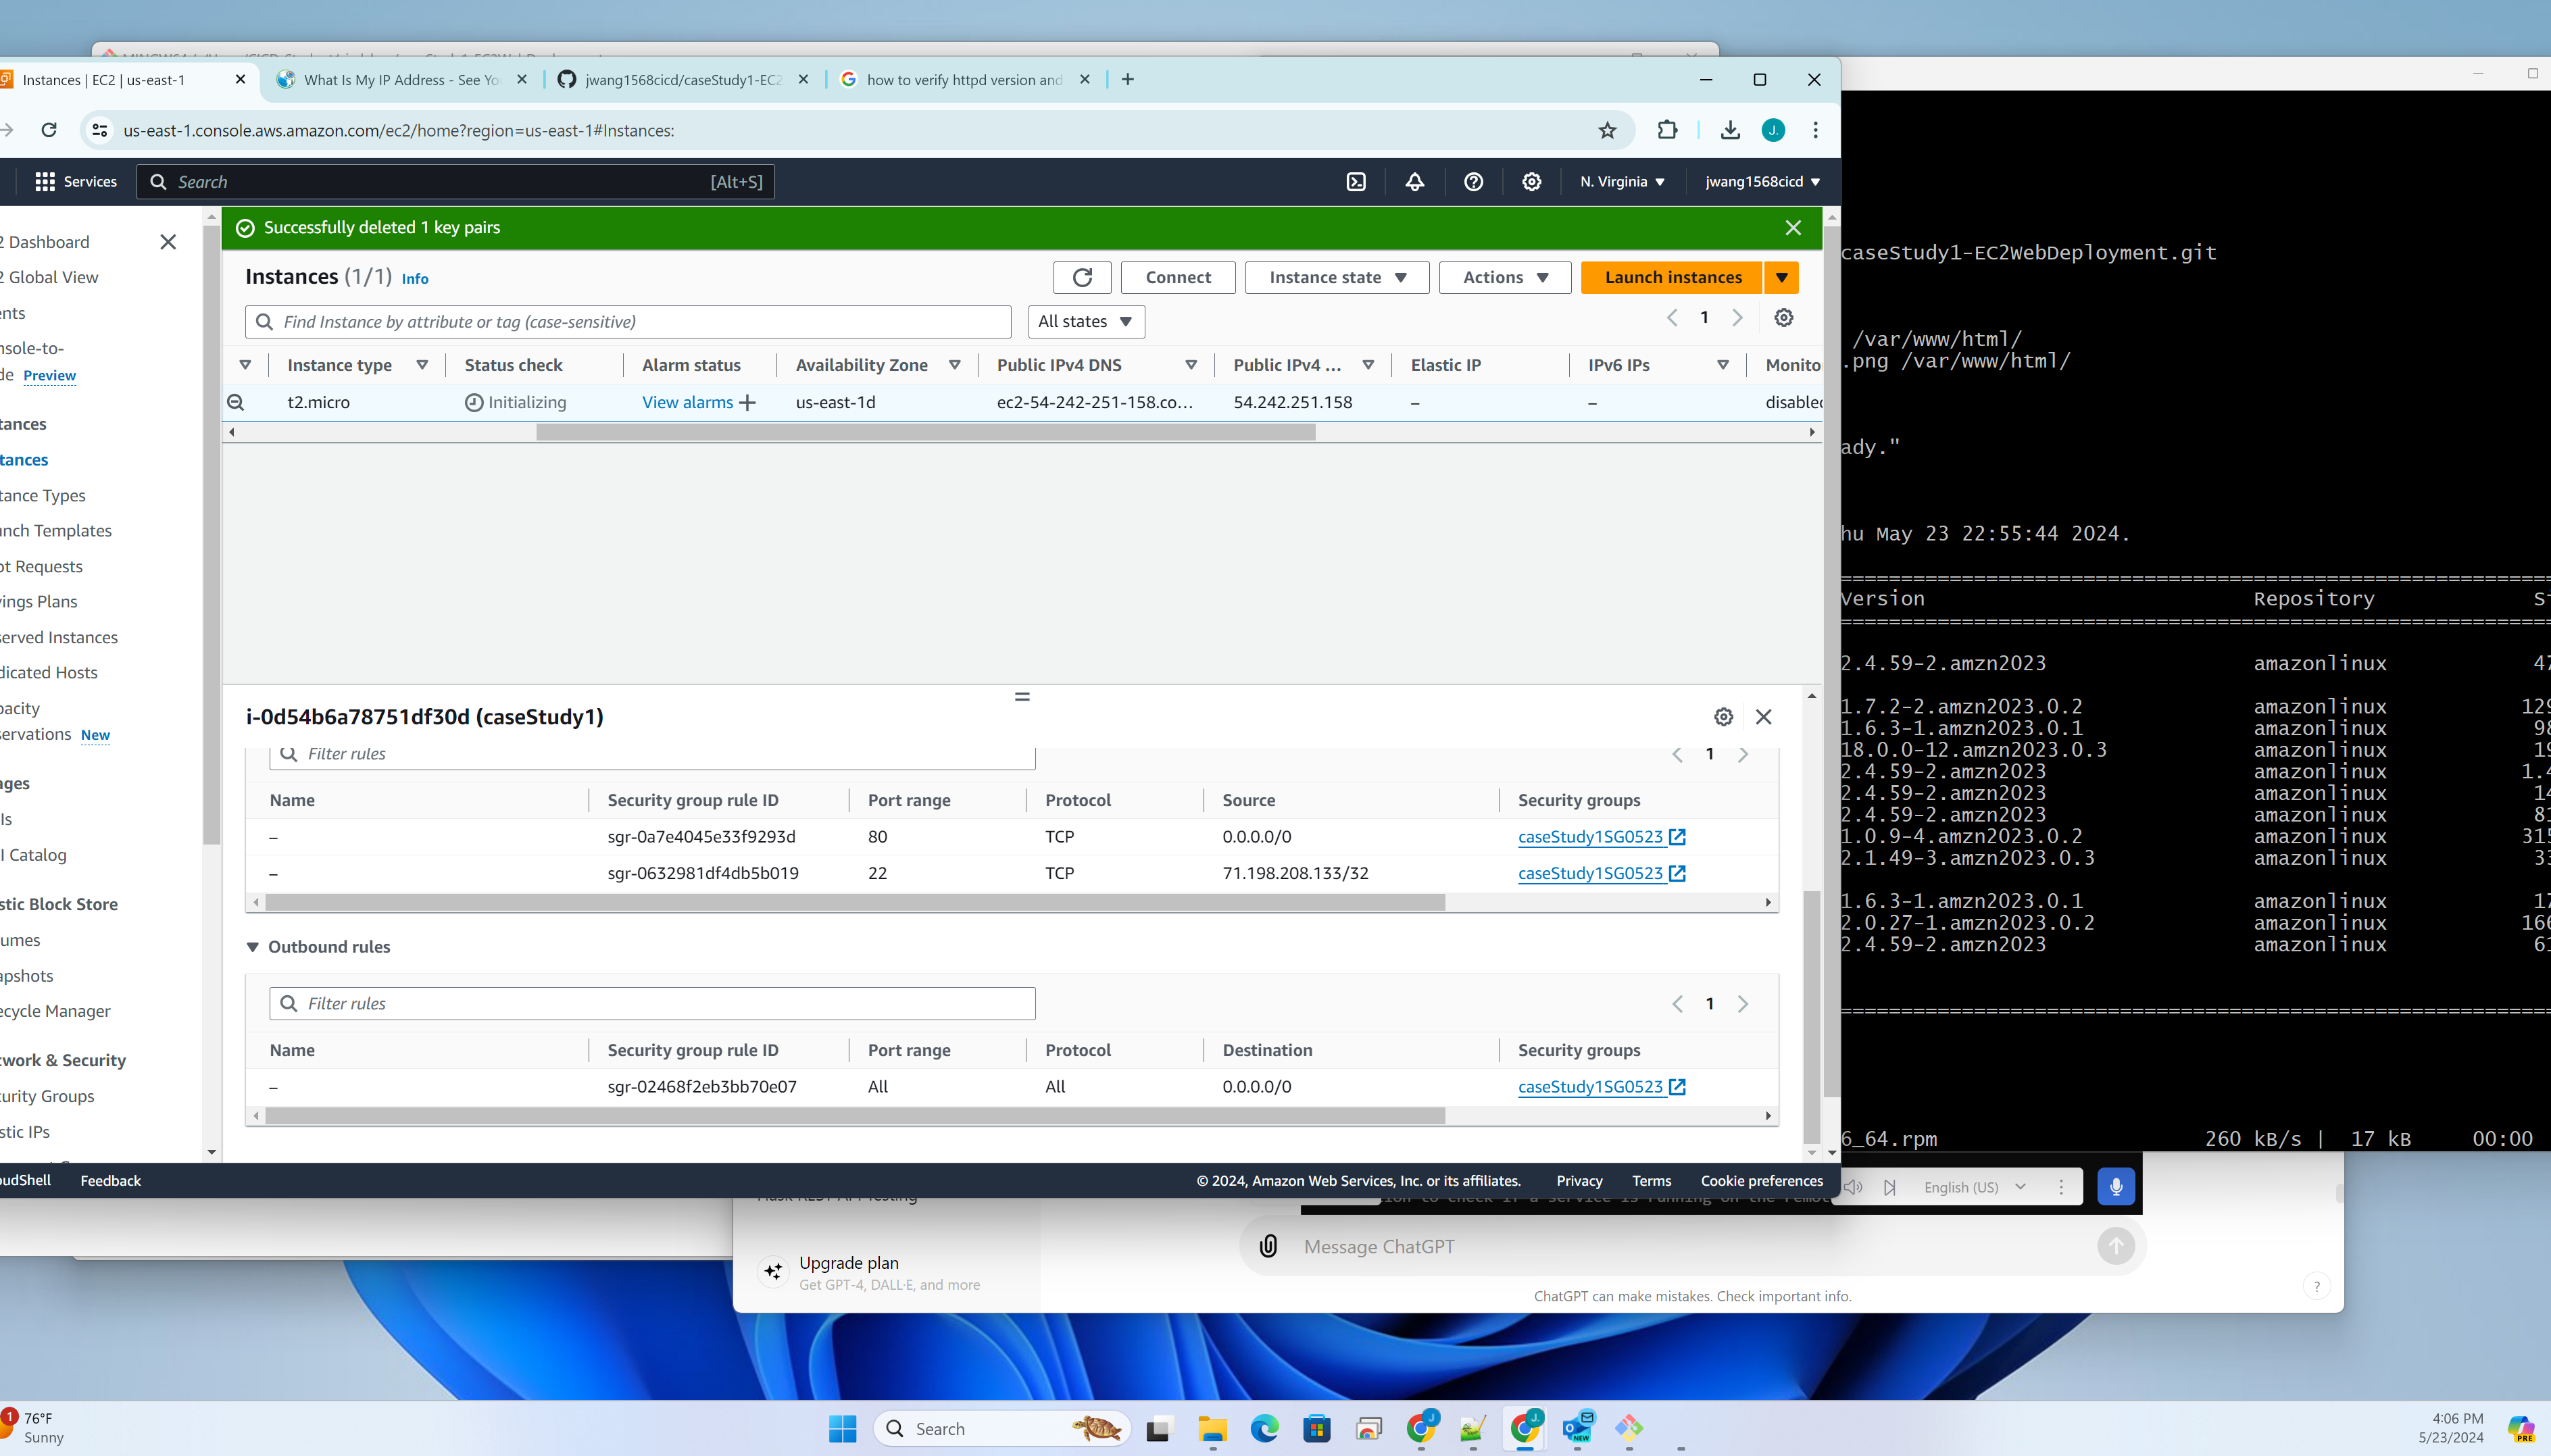 Instances | EC2 | us-east-1
What Is My IP Address - See Yo
jwang1568cicd/caseStudy1-EC2
how to verify httpd version and
us-east-1.console.aws.amazon.com/ec2/home?region=us-east-1#Instances:
J.
Services
Search
[Alt+S]
N. Virginia
jwang1568cicd
2 Dashboard
2 Global View
ents
nsole-to-
de Preview
tances
tances
tance Types
unch Templates
ot Requests
vings Plans
served Instances
dicated Hosts
pacity
servations New
ages
Is
I Catalog
stic Block Store
umes
apshots
ecycle Manager
twork & Security
curity Groups
stic IPs
Successfully deleted 1 key pairs
Instances (1/1) Info
Connect
Instance state
Actions
Launch instances
Find Instance by attribute or tag (case-sensitive)
All states
1
Instance type Status check Alarm status Availability Zone Public IPv4 DNS Public IPv4 ... Elastic IP IPv6 IPs Monito
t2.micro Initializing View alarms + us-east-1d ec2-54-242-251-158.co... 54.242.251.158 – – disabled
i-0d54b6a78751df30d (caseStudy1)
Filter rules
1
Name Security group rule ID Port range Protocol Source Security groups
– sgr-0a7e4045e33f9293d 80 TCP 0.0.0.0/0 caseStudy1SG0523
– sgr-0632981df4db5b019 22 TCP 71.198.208.133/32 caseStudy1SG0523
Outbound rules
Filter rules
1
Name Security group rule ID Port range Protocol Destination Security groups
– sgr-02468f2eb3bb70e07 All All 0.0.0.0/0 caseStudy1SG0523
oudShell
Feedback
© 2024, Amazon Web Services, Inc. or its affiliates.
Privacy
Terms
Cookie preferences
caseStudy1-EC2WebDeployment.git
/var/www/html/
.png /var/www/html/
ady."
hu May 23 22:55:44 2024.
================================================
Version Repository S
================================================
2.4.59-2.amzn2023 amazonlinux 47
1.7.2-2.amzn2023.0.2 amazonlinux 129
1.6.3-1.amzn2023.0.1 amazonlinux 98
18.0.0-12.amzn2023.0.3 amazonlinux 19
2.4.59-2.amzn2023 amazonlinux 1.4
2.4.59-2.amzn2023 amazonlinux 14
2.4.59-2.amzn2023 amazonlinux 81
1.0.9-4.amzn2023.0.2 amazonlinux 315
2.1.49-3.amzn2023.0.3 amazonlinux 33
1.6.3-1.amzn2023.0.1 amazonlinux 17
2.0.27-1.amzn2023.0.2 amazonlinux 166
2.4.59-2.amzn2023 amazonlinux 61
================================================
6_64.rpm 260 kB/s | 17 kB 00:00
English (US)
Upgrade plan
Get GPT-4, DALL·E, and more
Message ChatGPT
ChatGPT can make mistakes. Check important info.
?
1
76°F
Sunny
Search
NEW
4:06 PM
5/23/2024
PRE